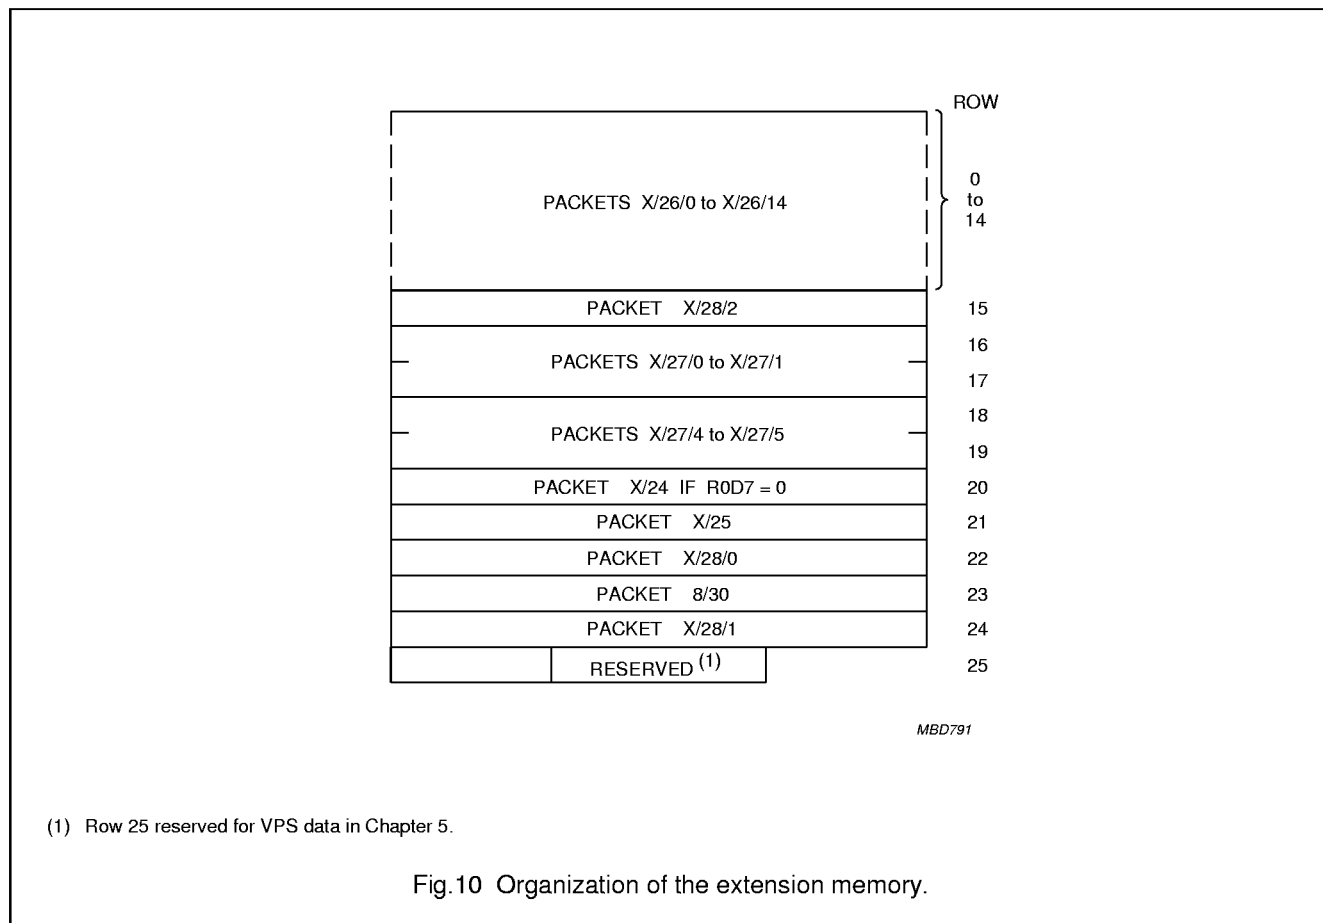 ROW
PACKETS X/26/0 to X/26/14
0
to
14
PACKET X/28/2 15
16
PACKETS X/27/0 to X/27/1
17
18
PACKETS X/27/4 to X/27/5
19
PACKET X/24 IF R0D7 = 0 20
PACKET X/25 21
PACKET X/28/0 22
PACKET 8/30 23
PACKET X/28/1 24
RESERVED (1) 25
MBD791
(1) Row 25 reserved for VPS data in Chapter 5.
Fig.10 Organization of the extension memory.